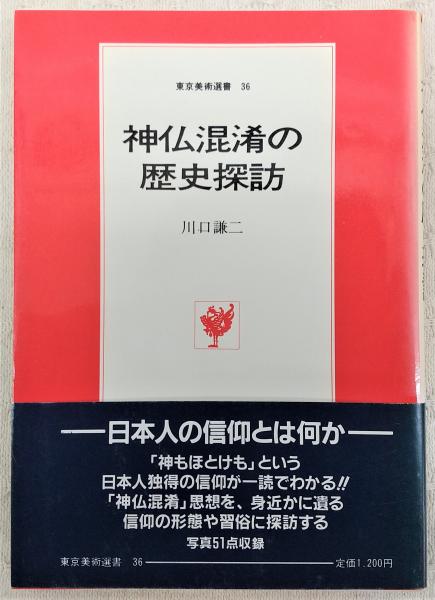 東京美術選書 36
神仏混淆の
歴史探訪
川口謙二
──日本人の信仰とは何か──
「神もほとけも」という
日本人独得の信仰が一読でわかる!!
「神仏混淆」思想を、身近かに遺る
信仰の形態や習俗に探訪する
写真51点収録
東京美術選書 36──定価1,200円